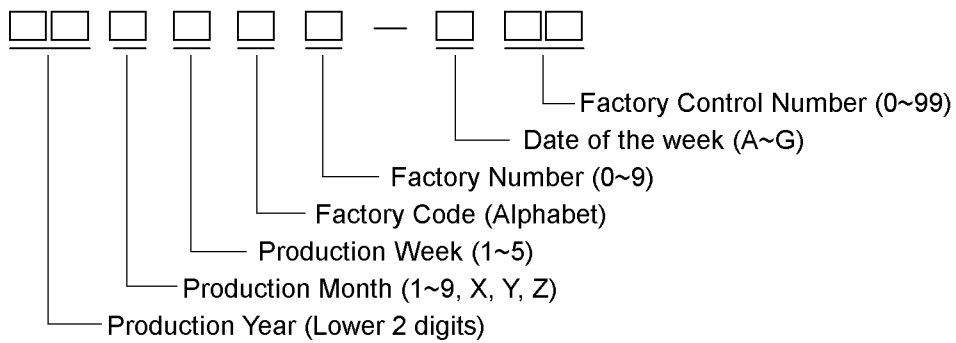 Factory Control Number (0~99)
Date of the week (A~G)
Factory Number (0~9)
Factory Code (Alphabet)
Production Week (1~5)
Production Month (1~9, X, Y, Z)
Production Year (Lower 2 digits)